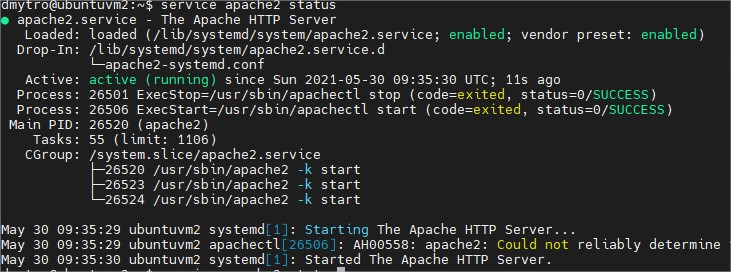 dmytro@ubuntuvm2:~$ service apache2 status
● apache2.service - The Apache HTTP Server
   Loaded: loaded (/lib/systemd/system/apache2.service; enabled; vendor preset: enabled)
  Drop-In: /lib/systemd/system/apache2.service.d
           └─apache2-systemd.conf
   Active: active (running) since Sun 2021-05-30 09:35:30 UTC; 11s ago
  Process: 26501 ExecStop=/usr/sbin/apachectl stop (code=exited, status=0/SUCCESS)
  Process: 26506 ExecStart=/usr/sbin/apachectl start (code=exited, status=0/SUCCESS)
 Main PID: 26520 (apache2)
    Tasks: 55 (limit: 1106)
   CGroup: /system.slice/apache2.service
           ├─26520 /usr/sbin/apache2 -k start
           ├─26523 /usr/sbin/apache2 -k start
           └─26524 /usr/sbin/apache2 -k start

May 30 09:35:29 ubuntuvm2 systemd[1]: Starting The Apache HTTP Server...
May 30 09:35:29 ubuntuvm2 apachectl[26506]: AH00558: apache2: Could not reliably determine
May 30 09:35:30 ubuntuvm2 systemd[1]: Started The Apache HTTP Server.